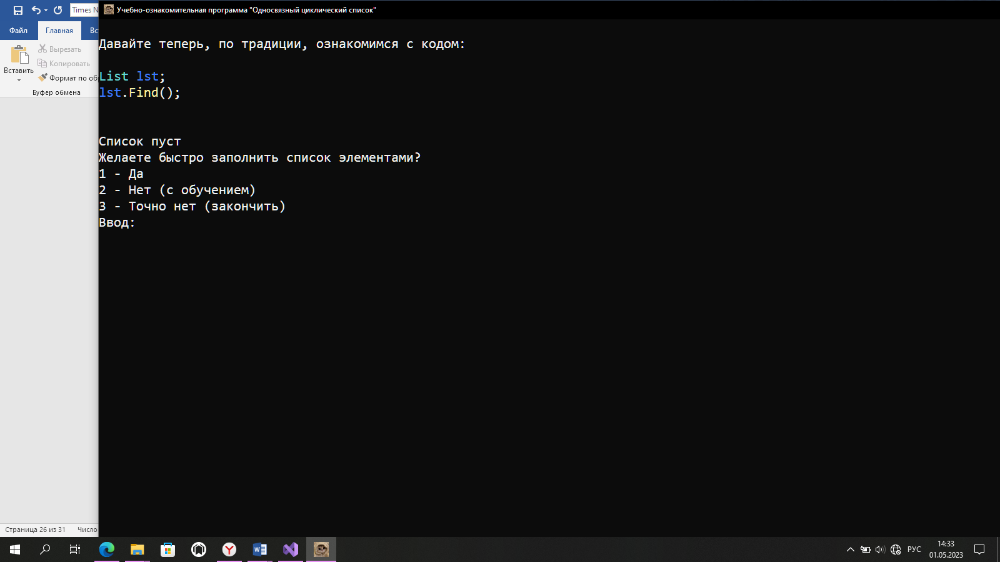 Учебно-ознакомительная программа "Односвязный циклический список"
Times N
Файл
Главная
Вс
Вставить
Вырезать
Копировать
Формат по об
Буфер обмена
Давайте теперь, по традиции, ознакомимся с кодом:
List lst;
lst.Find();
Список пуст
Желаете быстро заполнить список элементами?
1 - Да
2 - Нет (с обучением)
3 - Точно нет (закончить)
Ввод:
Страница 26 из 31
Число
РУС
14:33
01.05.2023